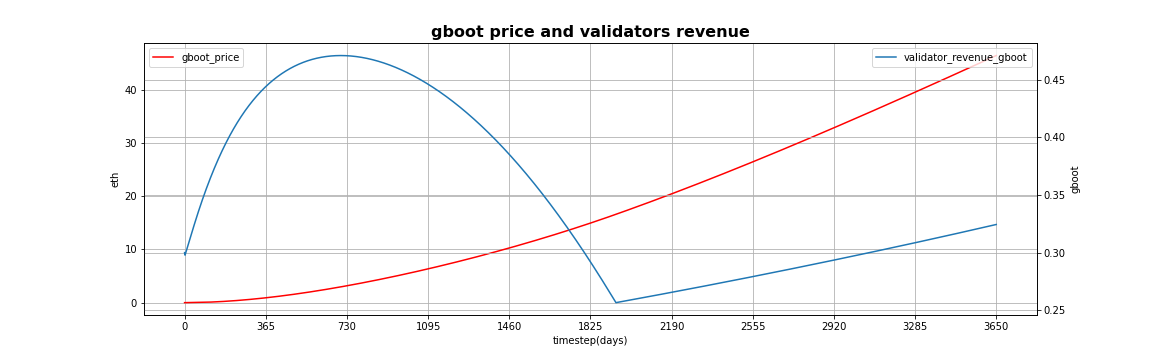 gboot price and validators revenue
gboot_price
validator_revenue_gboot
eth
40
30
20
10
0
0.45
0.40
0.35
0.30
0.25
gboot
0 365 730 1095 1460 1825 2190 2555 2920 3285 3650
timestep(days)